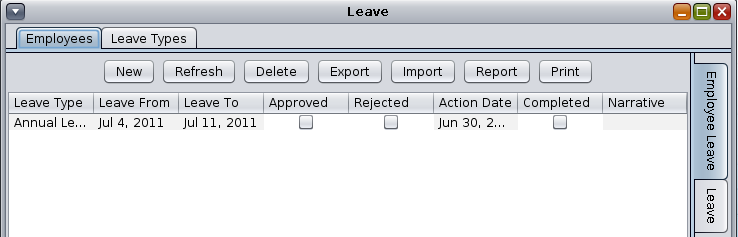 Leave
Employees Leave Types
New Refresh Delete Export Import Report Print
Leave Type Leave From Leave To Approved Rejected Action Date Completed Narrative
Annual Le... Jul 4, 2011 Jul 11, 2011 Jun 30, 2...
Employee Leave
Leave